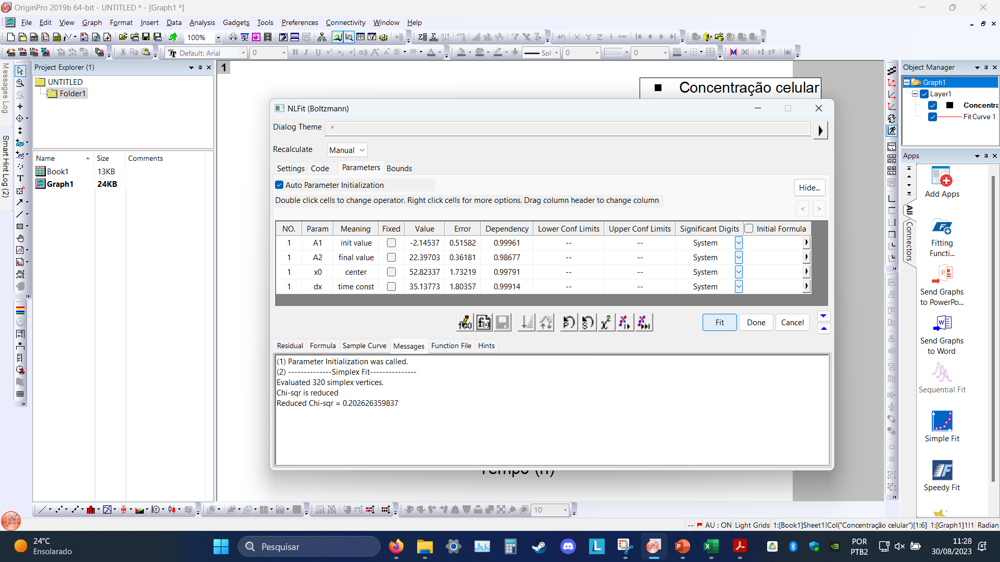 OriginPro 2019b 64-bit - UNTITLED * - [Graph1 *]
File Edit View Graph Format Insert Data Analysis Gadgets Tools Preferences Connectivity Window Help
100%
Default: Arial 0 B I U Sol 0 0
Messages Log
Smart Hint Log (2)
Project Explorer (1)
UNTITLED
Folder1
Name Size Comments
Book1 13KB
Graph1 24KB
1
Concentração celular
NLFit (Boltzmann)
Dialog Theme *
Recalculate Manual
Settings Code Parameters Bounds
Auto Parameter Initialization
Hide...
Double click cells to change operator. Right click cells for more options. Drag column header to change column
< >
NO. Param Meaning Fixed Value Error Dependency Lower Conf Limits Upper Conf Limits Significant Digits Initial Formula
1 A1 init value -2.14537 0.51582 0.99961 -- -- System
1 A2 final value 22.39703 0.36181 0.98677 -- -- System
1 x0 center 52.82337 1.73219 0.99791 -- -- System
1 dx time const 35.13773 1.80357 0.99914 -- -- System
Fit Done Cancel
Residual Formula Sample Curve Messages Function File Hints
(1) Parameter Initialization was called.
(2) --------------Simplex Fit---------------
Evaluated 320 simplex vertices.
Chi-sqr is reduced
Reduced Chi-sqr = 0.202626359837
Tempo (h)
Object Manager
Graph1
Layer1
Concentra
Fit Curve 1
Apps
All
Connectors
Add Apps
Fitting
Functi...
Send Graphs
to PowerPo...
Send Graphs
to Word
Sequential Fit
Simple Fit
Speedy Fit
10
-- AU : ON Light Grids 1:[Book1]Sheet1!Col("Concentração celular")[1:6] 1:[Graph1]1!1 Radian
24°C
Ensolarado
Pesquisar
POR
PTB2
11:28
30/08/2023